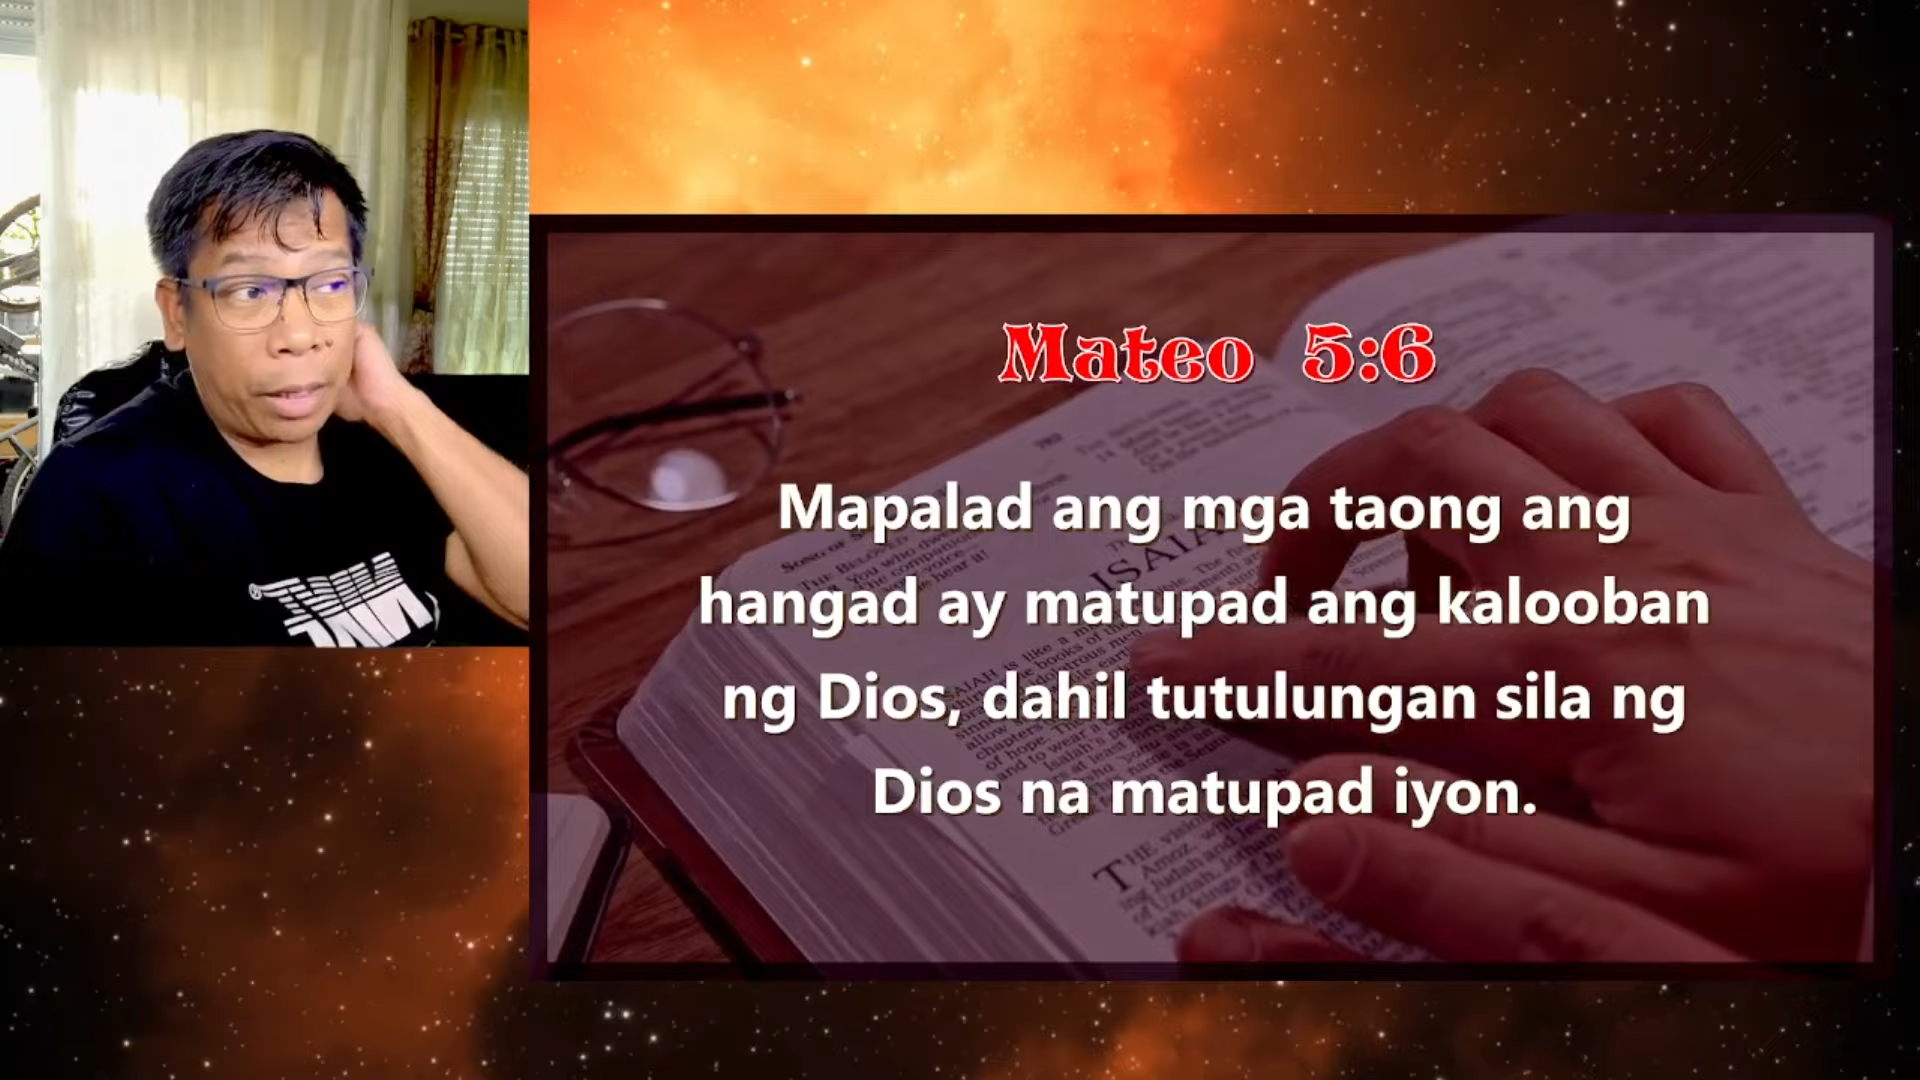 Mateo 5:6
Mapalad ang mga taong ang
hangad ay matupad ang kalooban
ng Dios, dahil tutulungan sila ng
Dios na matupad iyon.
ISAIA